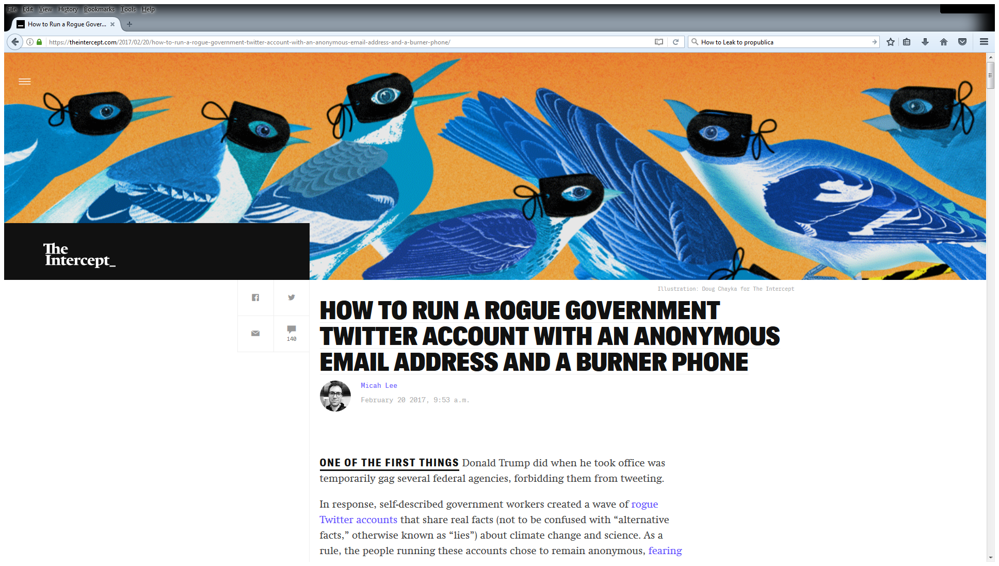 File Edit View History Bookmarks Tools Help
How to Run a Rogue Gover...
https://theintercept.com/2017/02/20/how-to-run-a-rogue-government-twitter-account-with-an-anonymous-email-address-and-a-burner-phone/
How to Leak to propublica
The
Intercept_
Illustration: Doug Chayka for The Intercept
140
HOW TO RUN A ROGUE GOVERNMENT
TWITTER ACCOUNT WITH AN ANONYMOUS
EMAIL ADDRESS AND A BURNER PHONE
Micah Lee
February 20 2017, 9:53 a.m.
ONE OF THE FIRST THINGS Donald Trump did when he took office was
temporarily gag several federal agencies, forbidding them from tweeting.
In response, self-described government workers created a wave of rogue
Twitter accounts that share real facts (not to be confused with “alternative
facts,” otherwise known as “lies”) about climate change and science. As a
rule, the people running these accounts chose to remain anonymous, fearing